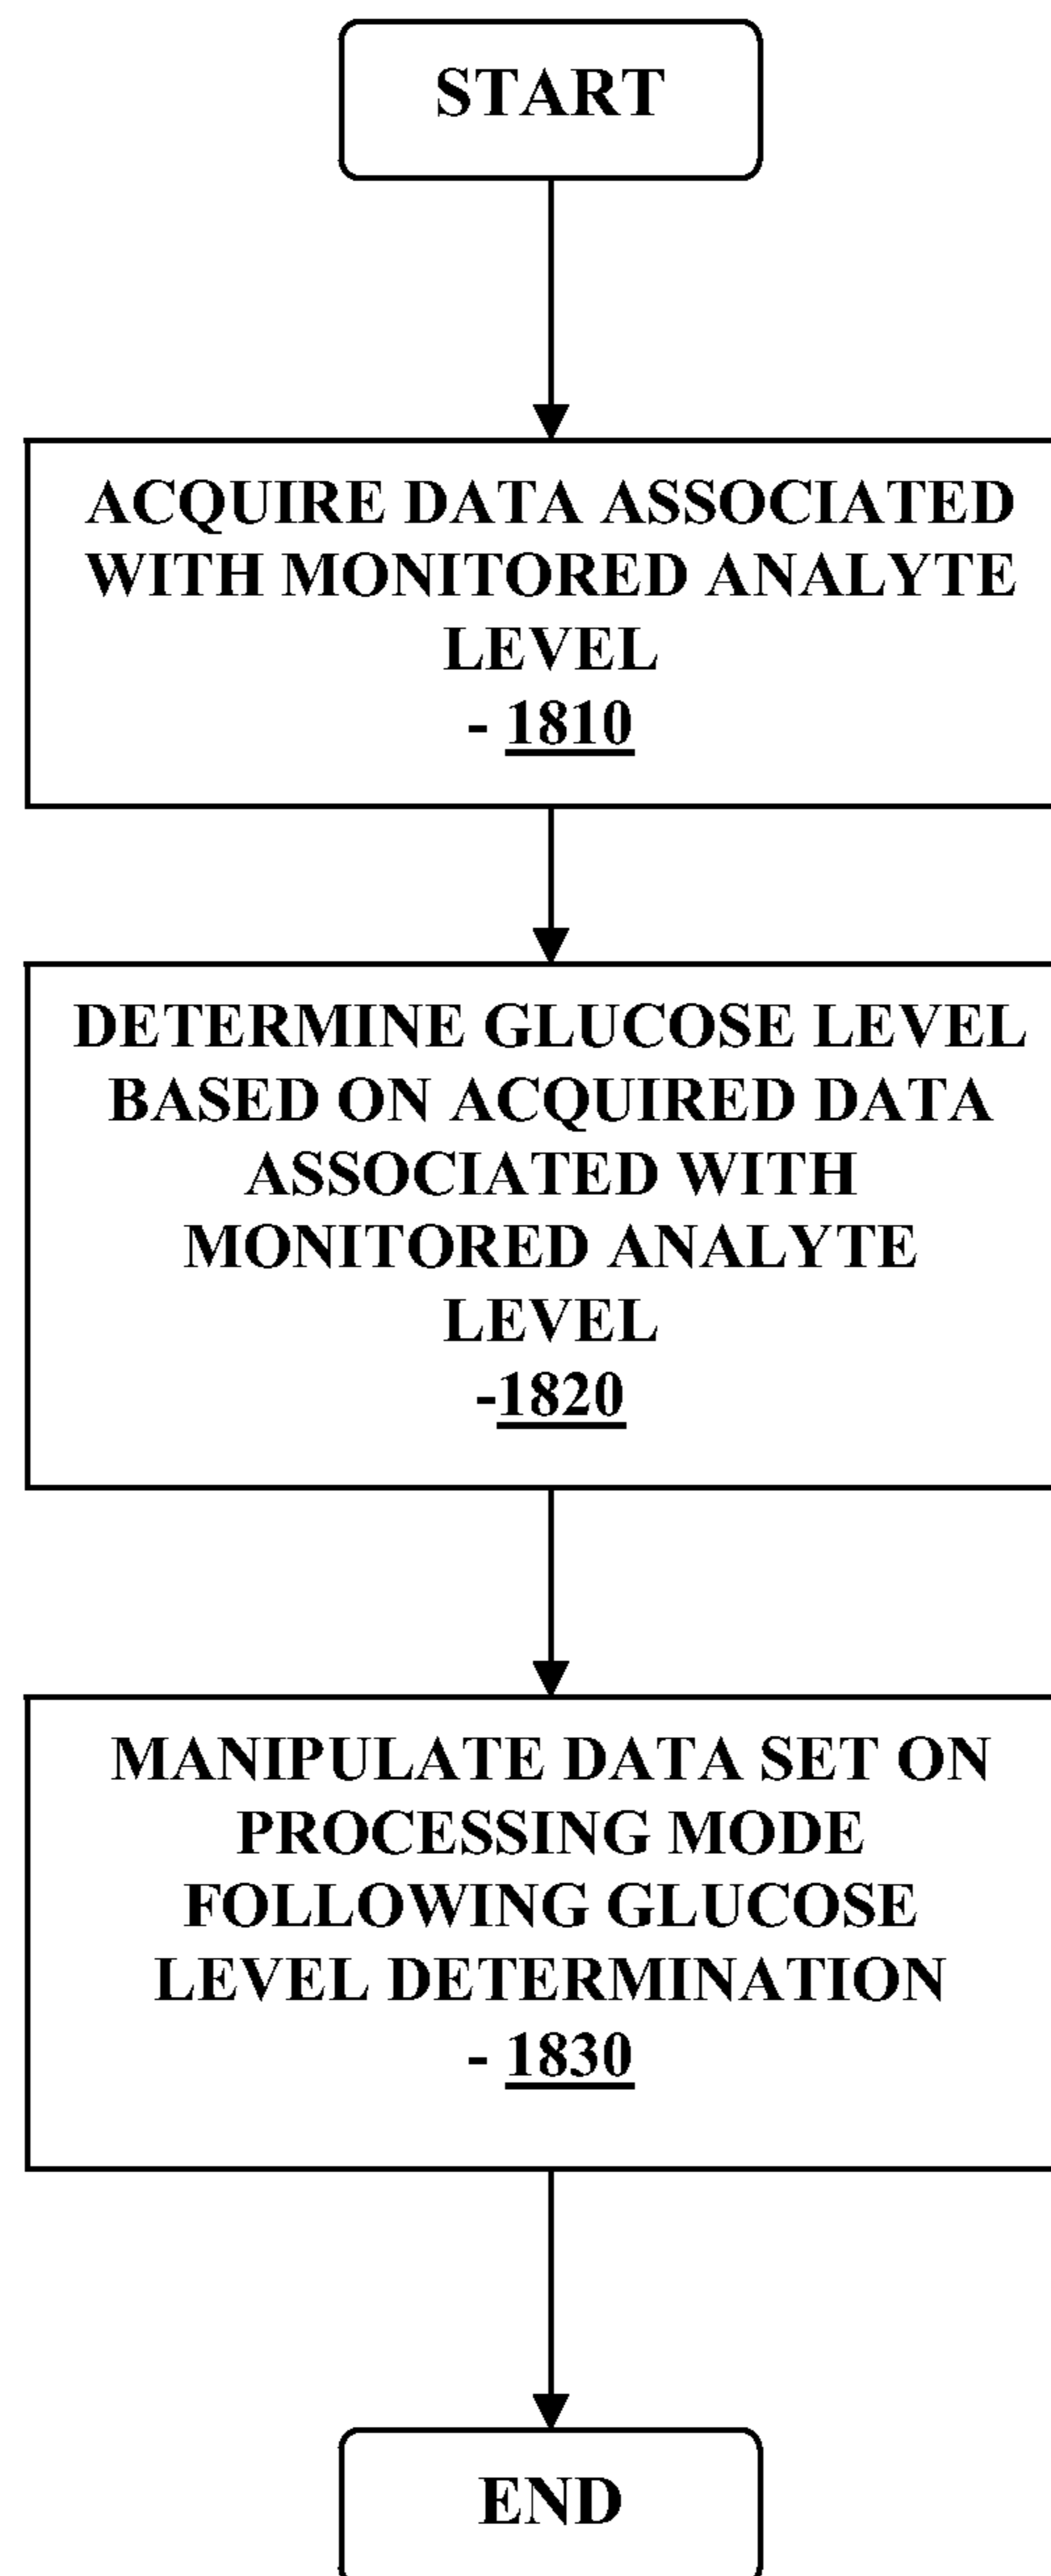 START
ACQUIRE DATA ASSOCIATED
WITH MONITORED ANALYTE
LEVEL
- 1810
DETERMINE GLUCOSE LEVEL
BASED ON ACQUIRED DATA
ASSOCIATED WITH
MONITORED ANALYTE
LEVEL
-1820
MANIPULATE DATA SET ON
PROCESSING MODE
FOLLOWING GLUCOSE
LEVEL DETERMINATION
- 1830
END